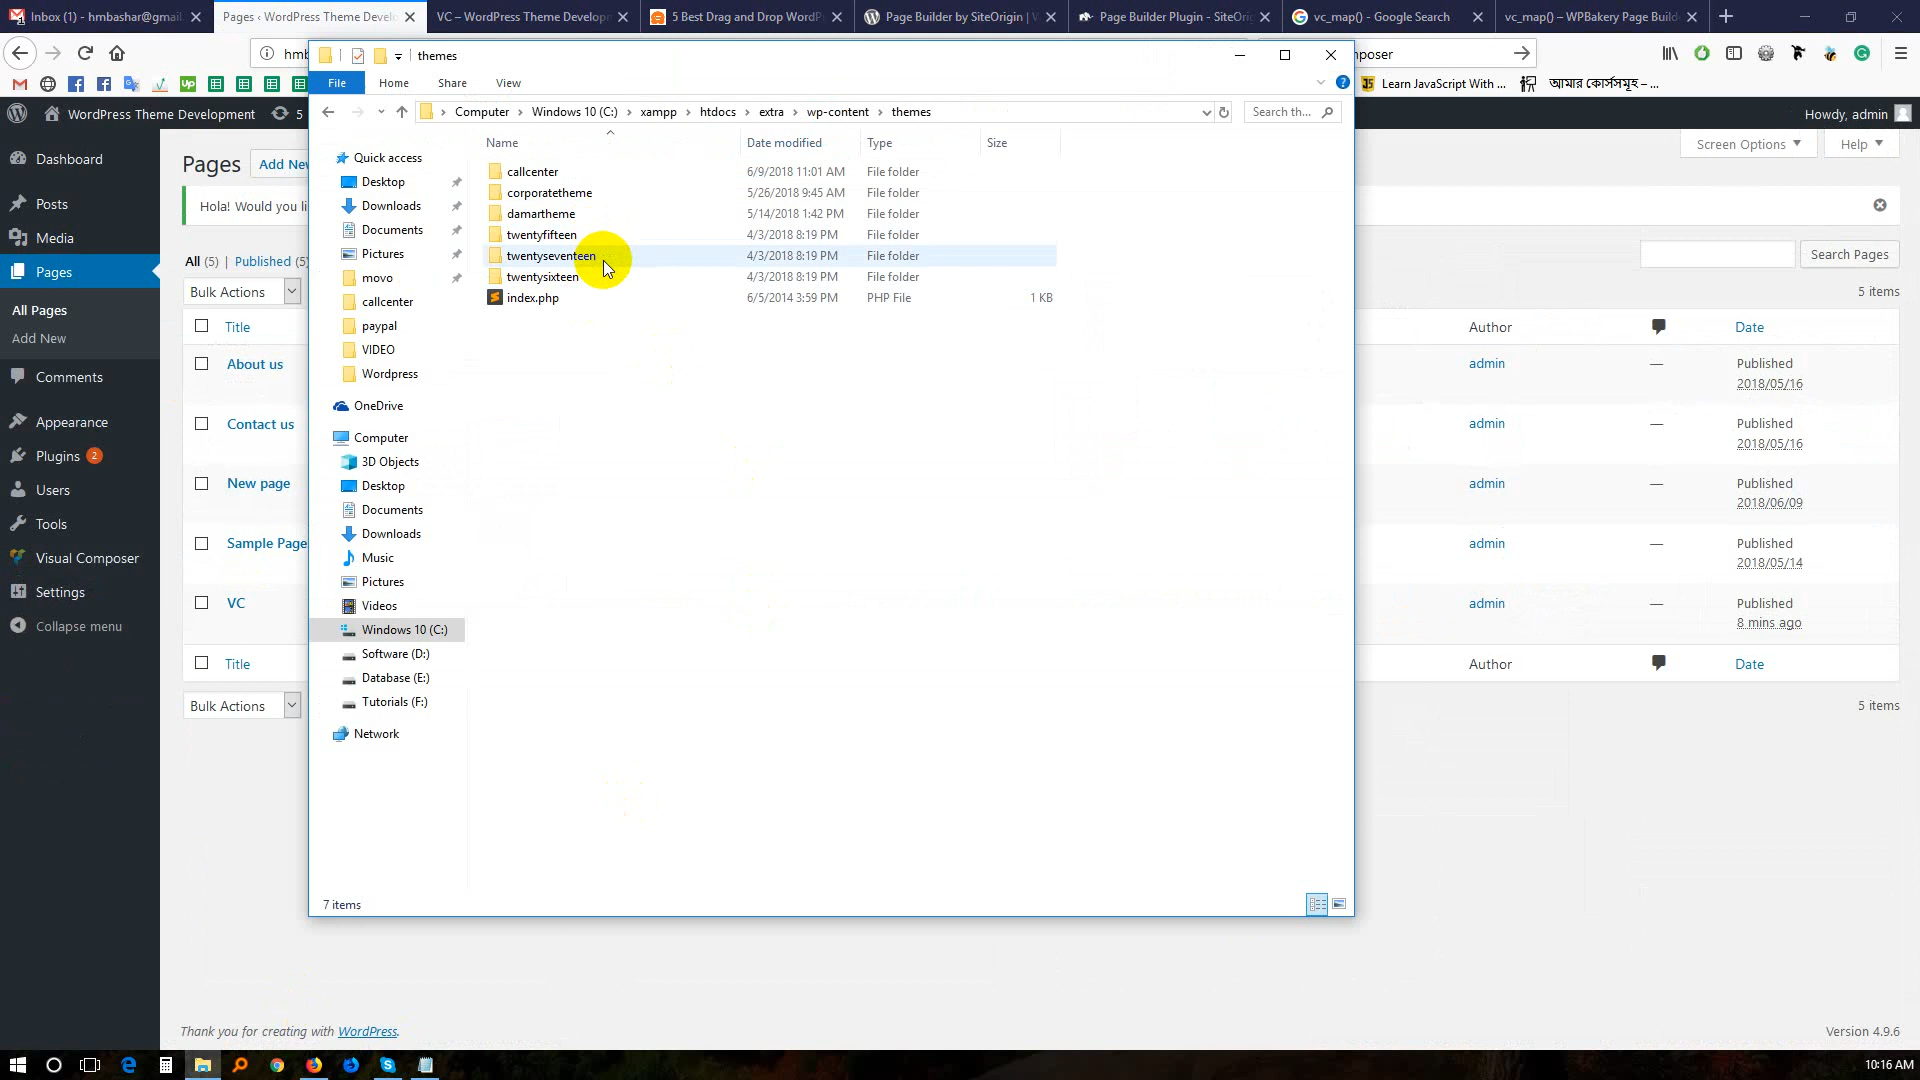 Inbox (1) - hmbashar@gmail
Pages ‹ WordPress Theme Develo
VC – WordPress Theme Developm
5 Best Drag and Drop WordPr
Page Builder by SiteOrigin | W
Page Builder Plugin - SiteOrig
vc_map() - Google Search
vc_map() – WPBakery Page Build
hmb
themes
poser
File
Home
Share
View
Learn JavaScript With ...
আমার কোর্সসমূহ – ...
WordPress Theme Development
5
Computer
Windows 10 (C:)
xampp
htdocs
extra
wp-content
themes
Search th...
Howdy, admin
Dashboard
Posts
Media
Pages
All Pages
Add New
Comments
Appearance
Plugins 2
Users
Tools
Visual Composer
Settings
Collapse menu
Pages
Add New
Screen Options
Help
Hola! Would you li
All (5) | Published (5)
Search Pages
Bulk Actions
5 items
Title
Author
Date
About us
admin
—
Published
2018/05/16
Contact us
admin
—
Published
2018/05/16
New page
admin
—
Published
2018/06/09
Sample Page
admin
—
Published
2018/05/14
VC
admin
—
Published
8 mins ago
Title
Author
Date
Bulk Actions
5 items
Quick access
Desktop
Downloads
Documents
Pictures
movo
callcenter
paypal
VIDEO
Wordpress
OneDrive
Computer
3D Objects
Desktop
Documents
Downloads
Music
Pictures
Videos
Windows 10 (C:)
Software (D:)
Database (E:)
Tutorials (F:)
Network
Name
Date modified
Type
Size
callcenter 6/9/2018 11:01 AM File folder
corporatetheme 5/26/2018 9:45 AM File folder
damartheme 5/14/2018 1:42 PM File folder
twentyfifteen 4/3/2018 8:19 PM File folder
twentyseventeen 4/3/2018 8:19 PM File folder
twentysixteen 4/3/2018 8:19 PM File folder
index.php 6/5/2014 3:59 PM PHP File 1 KB
7 items
Thank you for creating with WordPress.
Version 4.9.6
10:16 AM